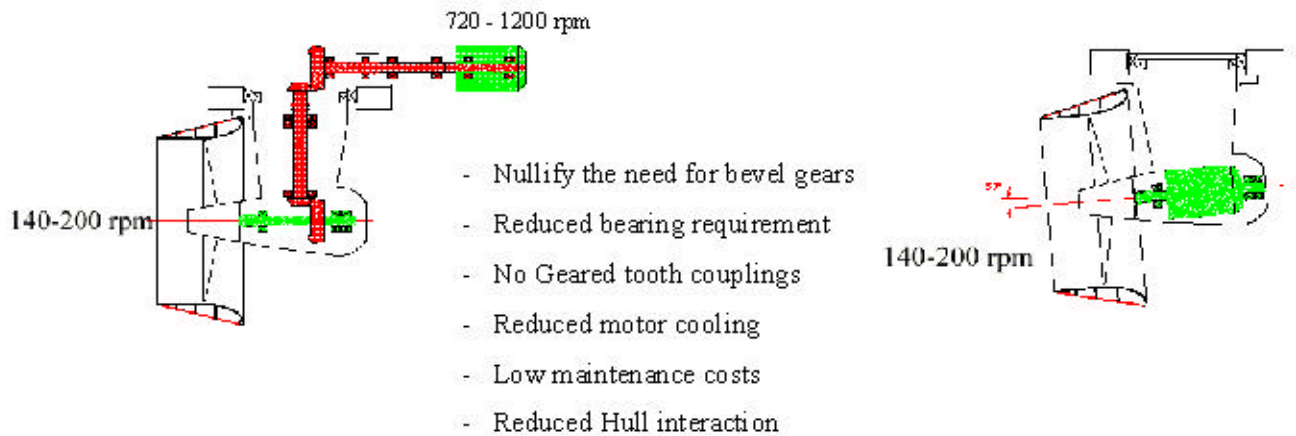 720 - 1200 rpm
140-200 rpm
- Nullify the need for bevel gears
- Reduced bearing requirement
- No Geared tooth couplings
- Reduced motor cooling
- Low maintenance costs
- Reduced Hull interaction
140-200 rpm